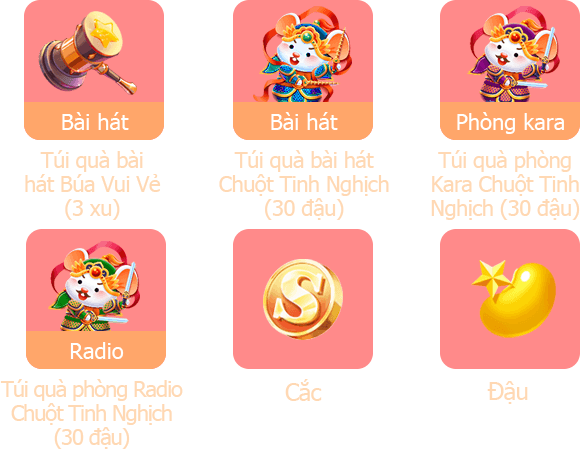 Bài hát
Túi quà bài
hát Búa Vui Vẻ
(3 xu)
Bài hát
Túi quà bài hát
Chuột Tinh Nghịch
(30 đậu)
Phòng kara
Túi quà phòng
Kara Chuột Tinh
Nghịch (30 đậu)
Radio
Túi quà phòng Radio
Chuột Tinh Nghịch
(30 đậu)
S
Cắc
Đậu